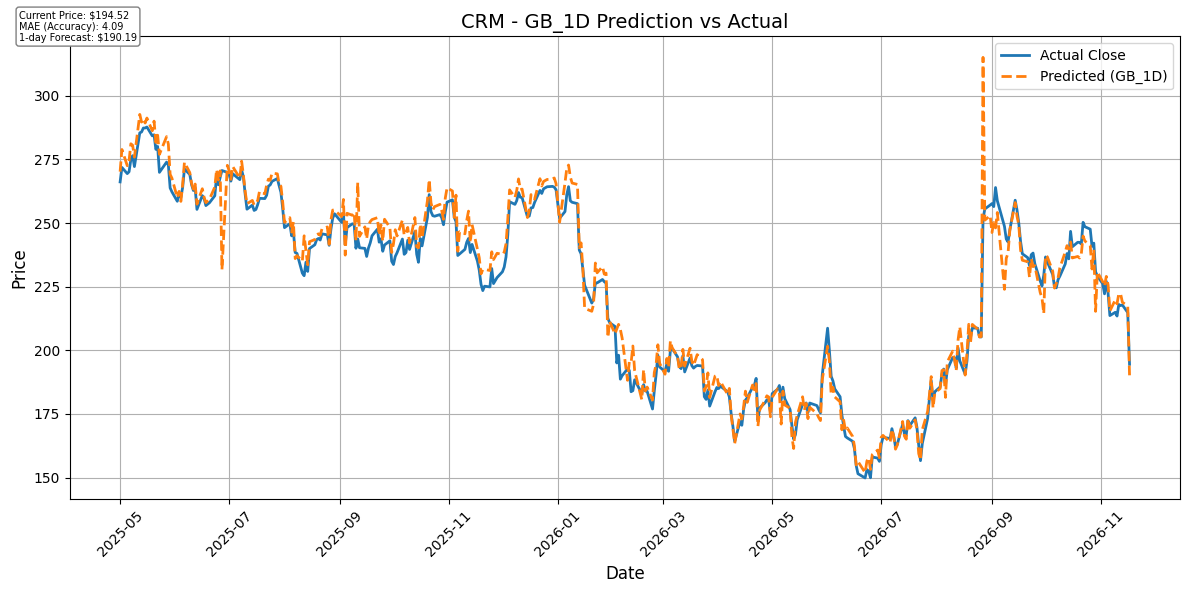 CRM - GB_1D Prediction vs Actual
Current Price: $194.52
MAE (Accuracy): 4.09
1-day Forecast: $190.19
Actual Close
Predicted (GB_1D)
Price
300
275
250
225
200
175
150
2025-05
2025-07
2025-09
2025-11
2026-01
2026-03
2026-05
2026-07
2026-09
2026-11
Date